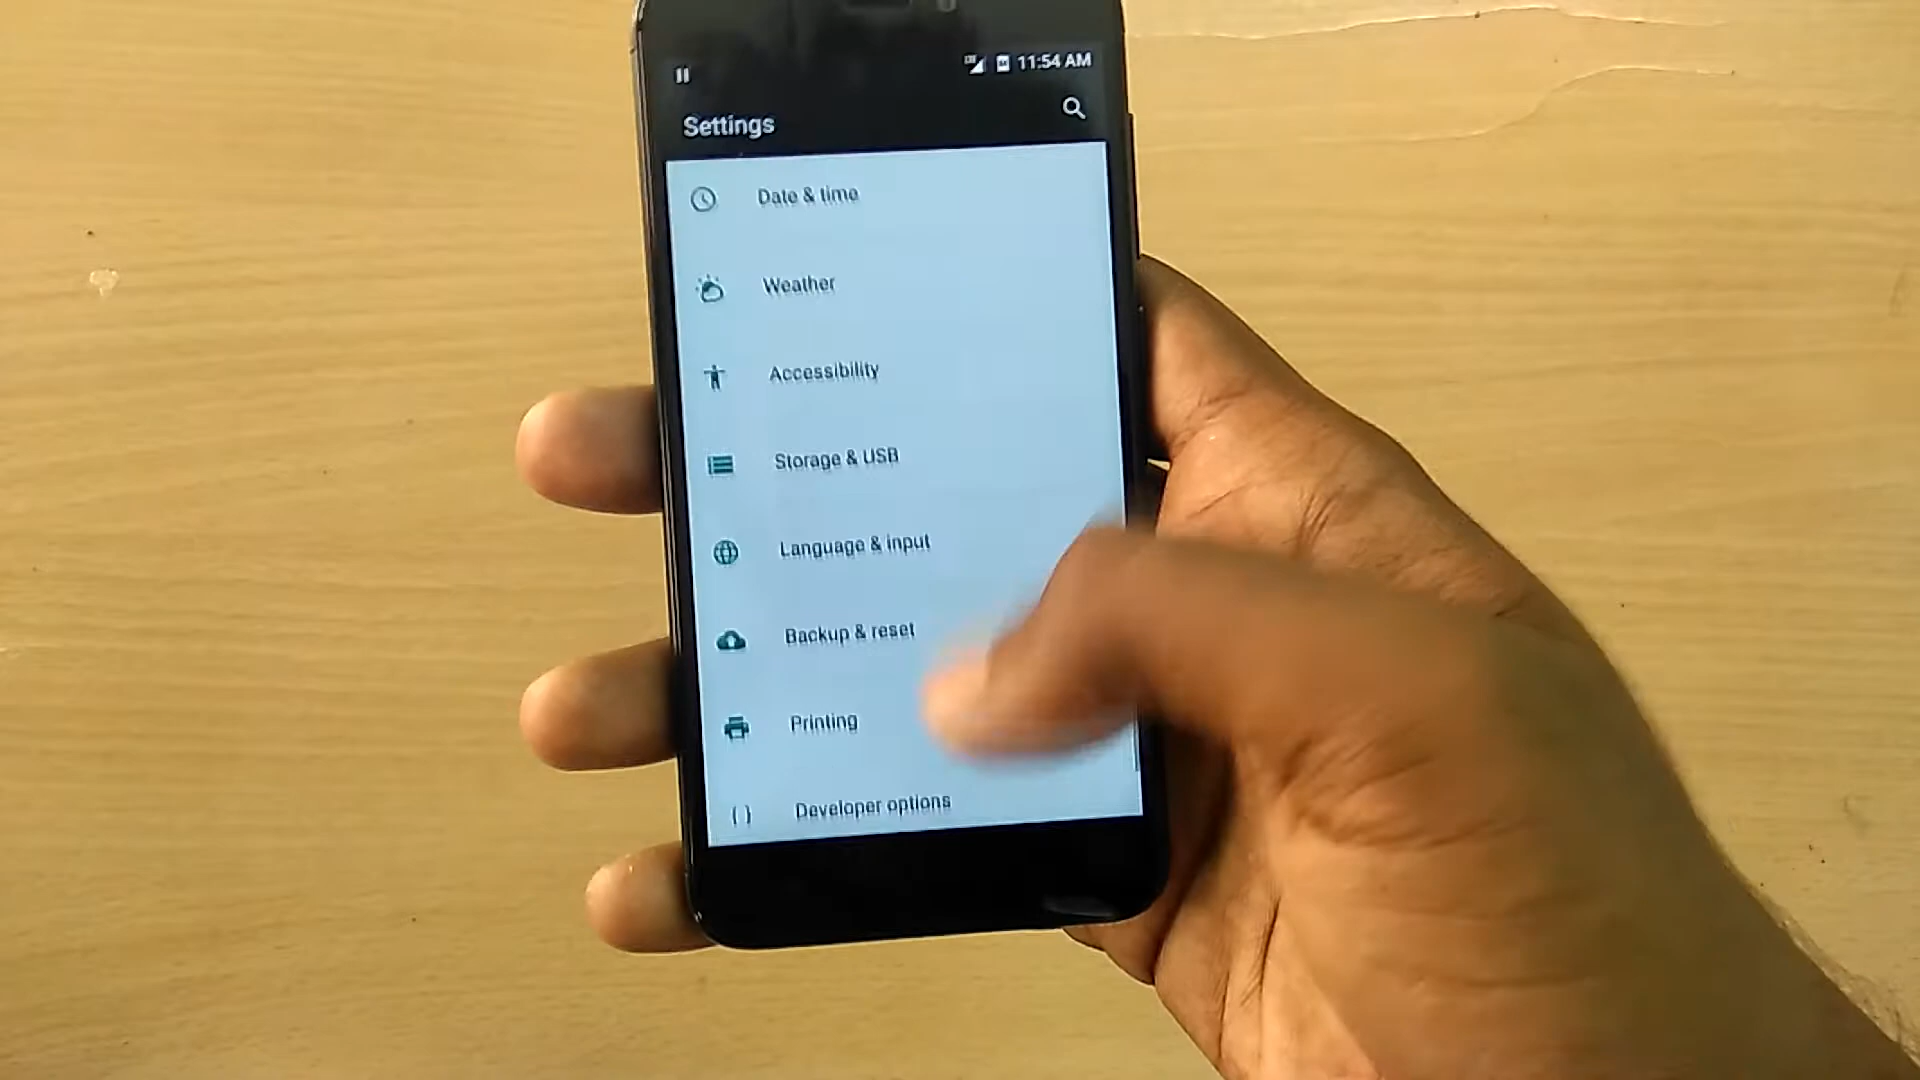 11:54 AM
Settings
Date & time
Weather
Accessibility
Storage & USB
Language & input
Backup & reset
Printing
Developer options